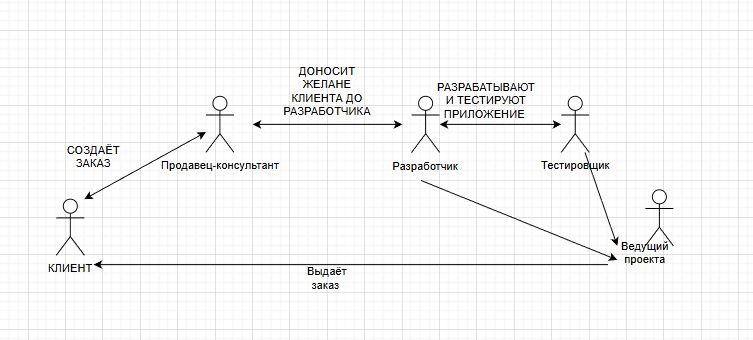 ДОНОСИТ
ЖЕЛАНЕ
КЛИЕНТА ДО
РАЗРАБОТЧИКА
РАЗРАБАТЫВАЮТ
И ТЕСТИРУЮТ
ПРИЛОЖЕНИЕ
СОЗДАЁТ
ЗАКАЗ
Продавец-консультант
Разработчик
Тестировщик
КЛИЕНТ
Ведущий
проекта
Выдаёт
заказ